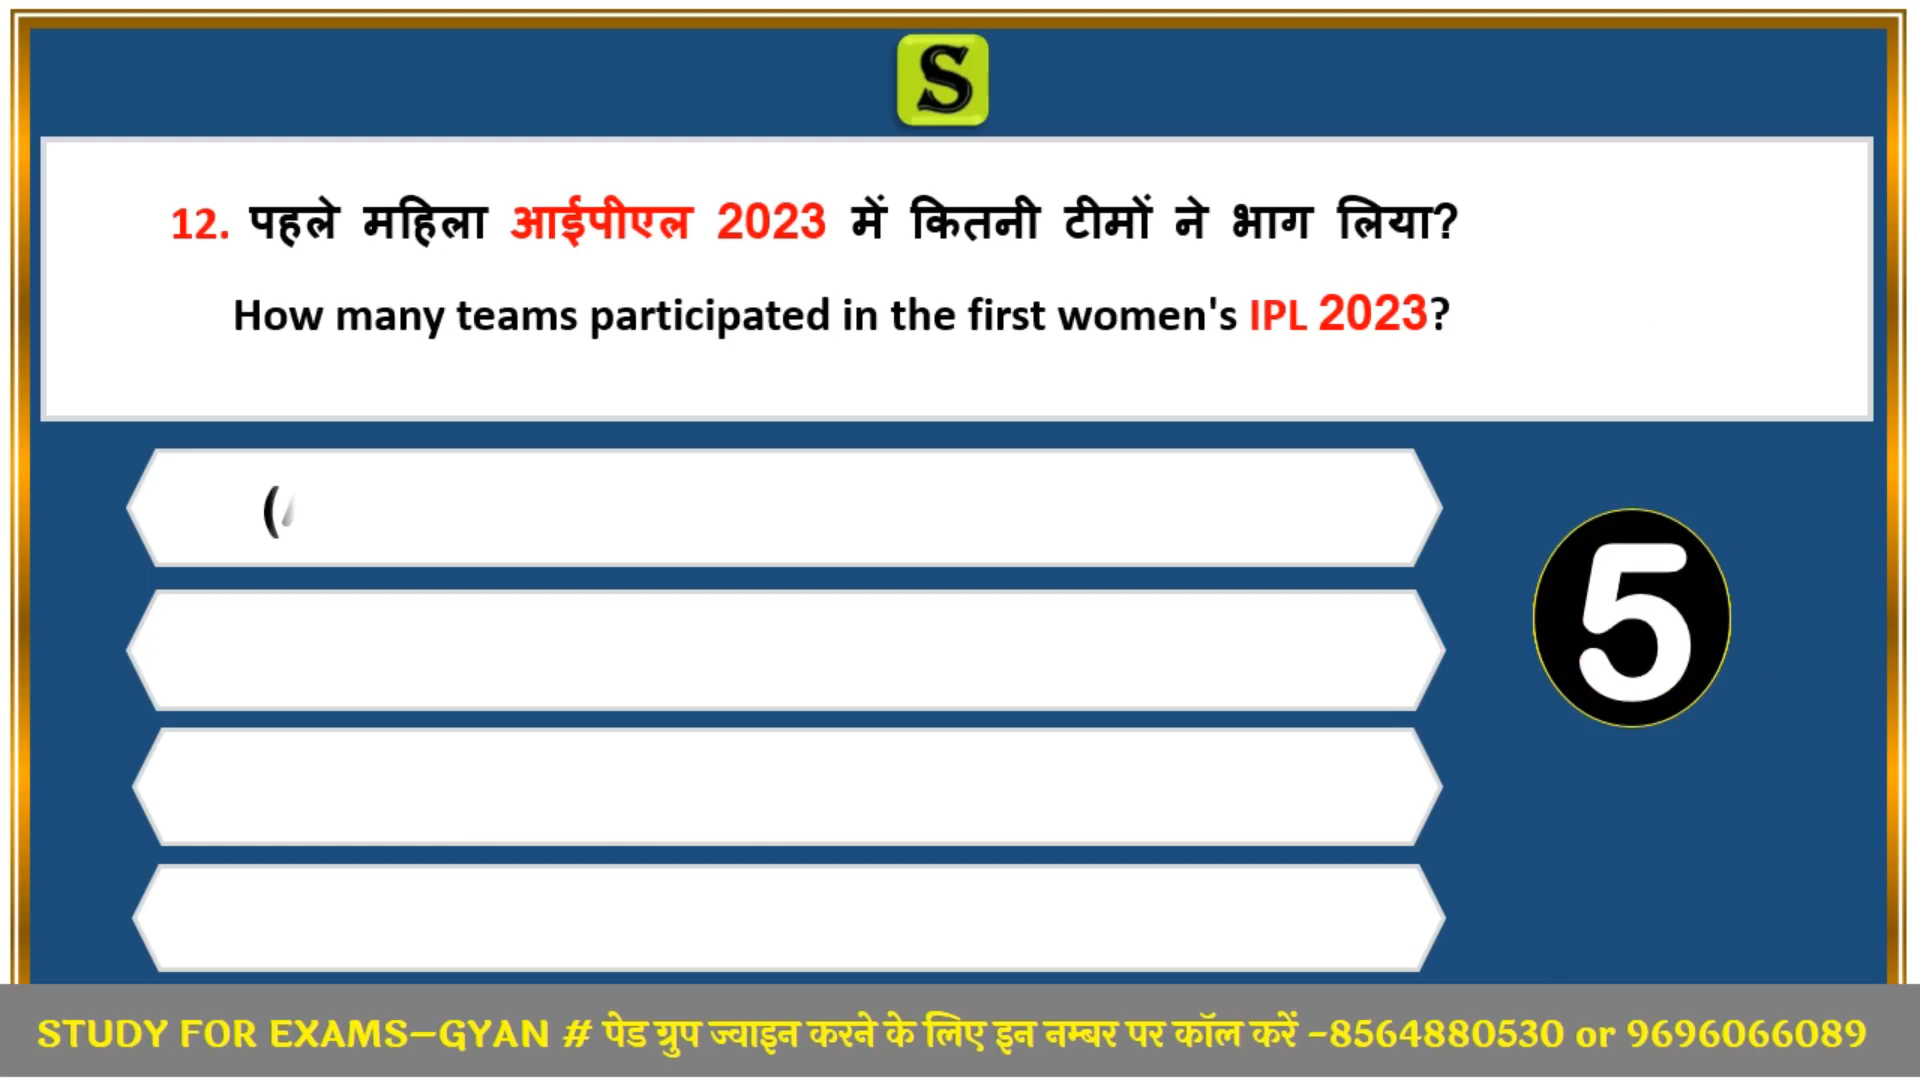 S
12. पहले महिला आईपीएल 2023 में कितनी टीमों ने भाग लिया?
How many teams participated in the first women's IPL 2023?
(
5
STUDY FOR EXAMS–GYAN # पेड ग्रुप ज्वाइन करने के लिए इन नम्बर पर कॉल करें -8564880530 or 9696066089